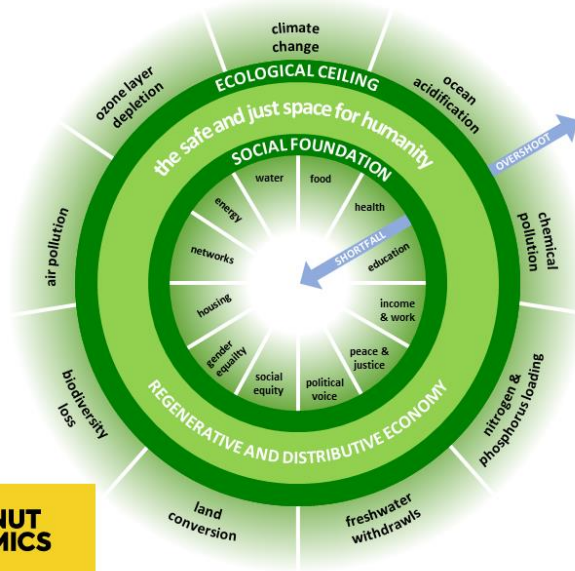 climate
change
ozone layer
depletion
ocean
acidification
ECOLOGICAL CEILING
the safe and just space for humanity
OVERSHOOT
SOCIAL FOUNDATION
water
food
energy
health
networks
SHORTFALL
education
air pollution
chemical
pollution
housing
income
& work
gender
equailty
peace &
justice
social
equity
political
voice
biodiversity
loss
REGENERATIVE AND DISTRIBUTIVE ECONOMY
nitrogen &
phosphorus loading
land
conversion
freshwater
withdrawls
NUT
MICS